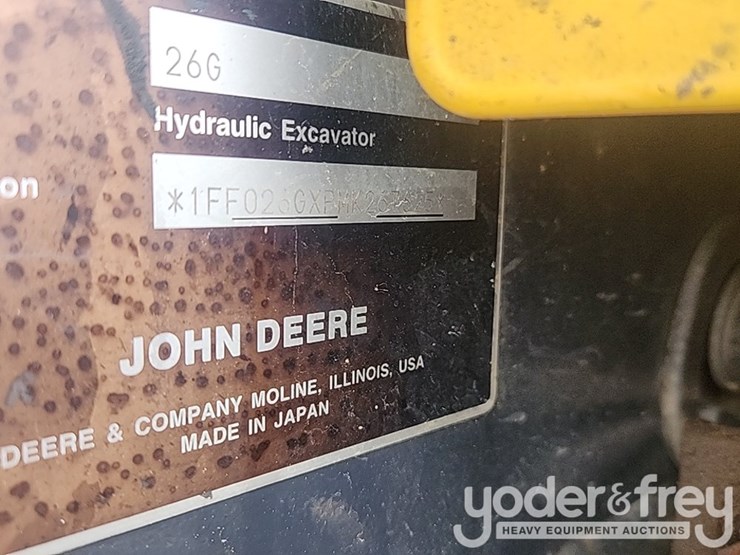 26G
Hydraulic Excavator
on
JOHN DEERE
DEERE & COMPANY MOLINE, ILLINOIS, USA
MADE IN JAPAN
yoder&frey
HEAVY EQUIPMENT AUCTIONS